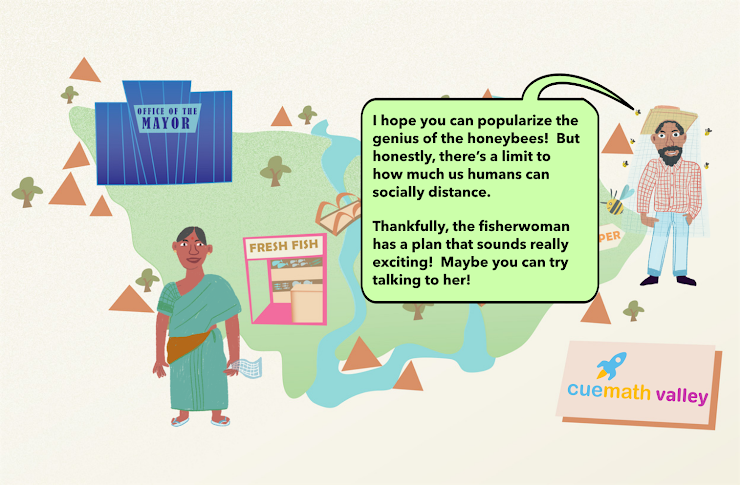 OFFICE OF THE
MAYOR
I hope you can popularize the
genius of the honeybees!  But
honestly, there's a limit to
how much us humans can
socially distance.
Thankfully, the fisherwoman
has a plan that sounds really
exciting!  Maybe you can try
talking to her!
FRESH FISH
cuemath valley